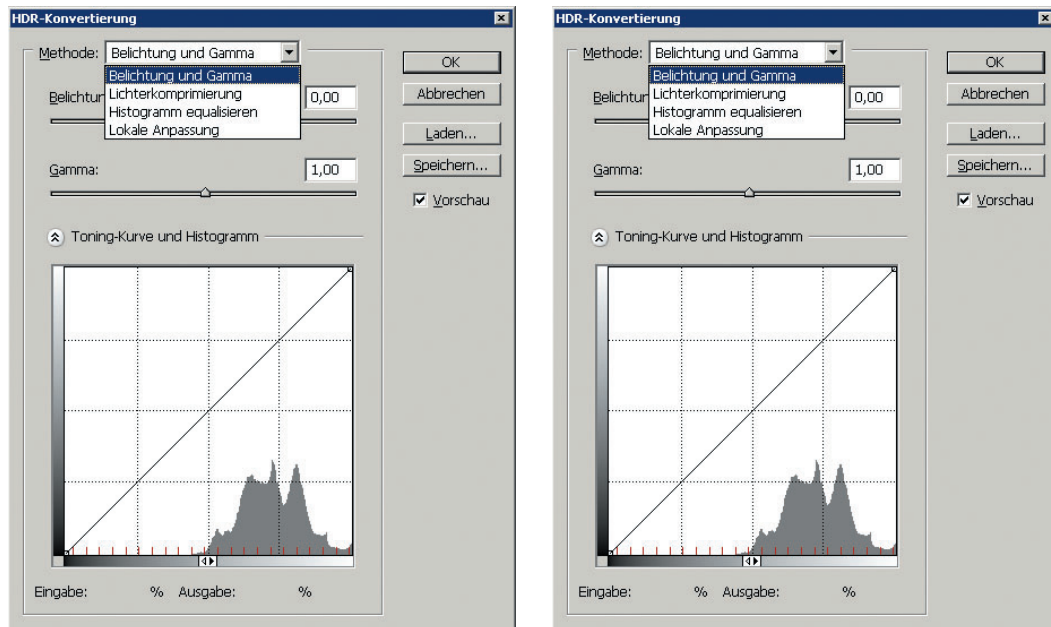 HDR-Konvertierung
Methode: Belichtung und Gamma
OK
Belichtung und Gamma
Lichterkomprimierung
Histogramm equalisieren
Lokale Anpassung
Abbrechen
Belichtun 0,00
Laden...
Gamma: 1,00
Speichern...
Vorschau
Toning-Kurve und Histogramm
Eingabe: % Ausgabe: %
HDR-Konvertierung
Methode: Belichtung und Gamma
OK
Belichtung und Gamma
Lichterkomprimierung
Histogramm equalisieren
Lokale Anpassung
Abbrechen
Belichtun 0,00
Laden...
Gamma: 1,00
Speichern...
Vorschau
Toning-Kurve und Histogramm
Eingabe: % Ausgabe: %